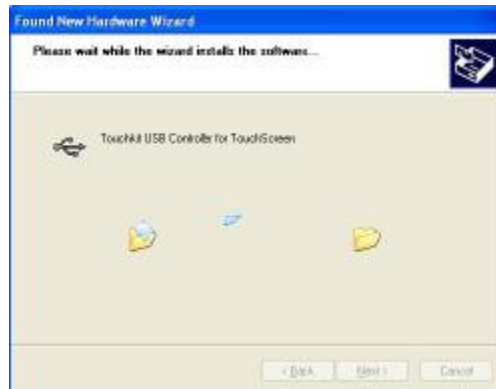 Found New Hardware Wizard
Please wait while the wizard installs the software...
Touchkit USB Controller for TouchScreen
< Back
Next >
Cancel